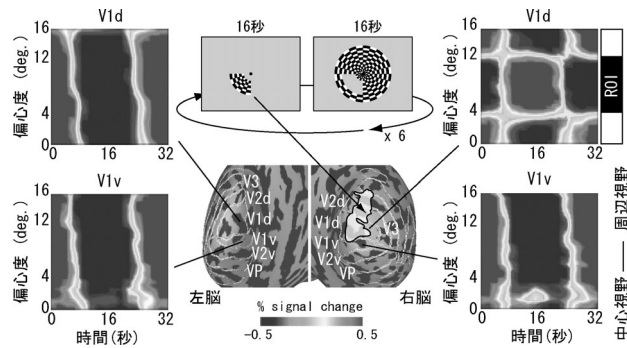 V1d
16
12
8
4
0
偏心度 (deg.)
0 16 32
V1v
16
12
8
4
0
偏心度 (deg.)
0 16 32
時間(秒)
16秒
16秒
x 6
V3
V2d
V1d
V1v
V2v
VP
左脳
V2d
V1d
V3
V1v
V2v
VP
右脳
% signal change
-0.5 0.5
V1d
16
12
8
4
0
偏心度 (deg.)
0 16 32
ROI
V1v
16
12
8
4
0
偏心度 (deg.)
0 16 32
時間(秒)
中心視野 ── 周辺視野